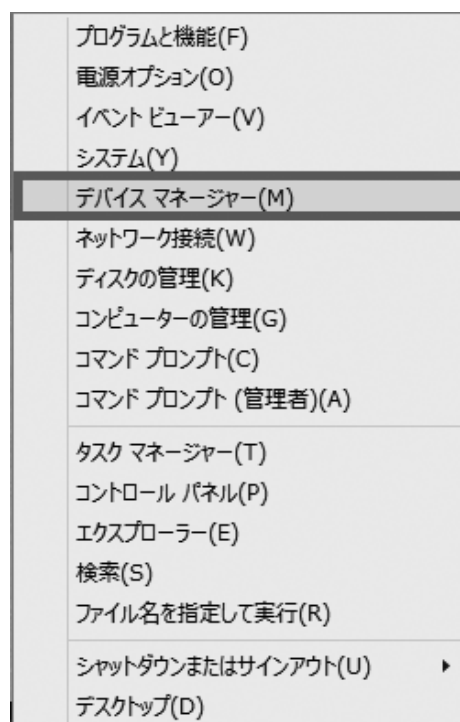 プログラムと機能(F)
電源オプション(O)
イベント ビューアー(V)
システム(Y)
デバイス マネージャー(M)
ネットワーク接続(W)
ディスクの管理(K)
コンピューターの管理(G)
コマンド プロンプト(C)
コマンド プロンプト (管理者)(A)
タスク マネージャー(T)
コントロール パネル(P)
エクスプローラー(E)
検索(S)
ファイル名を指定して実行(R)
シャットダウンまたはサインアウト(U)
デスクトップ(D)